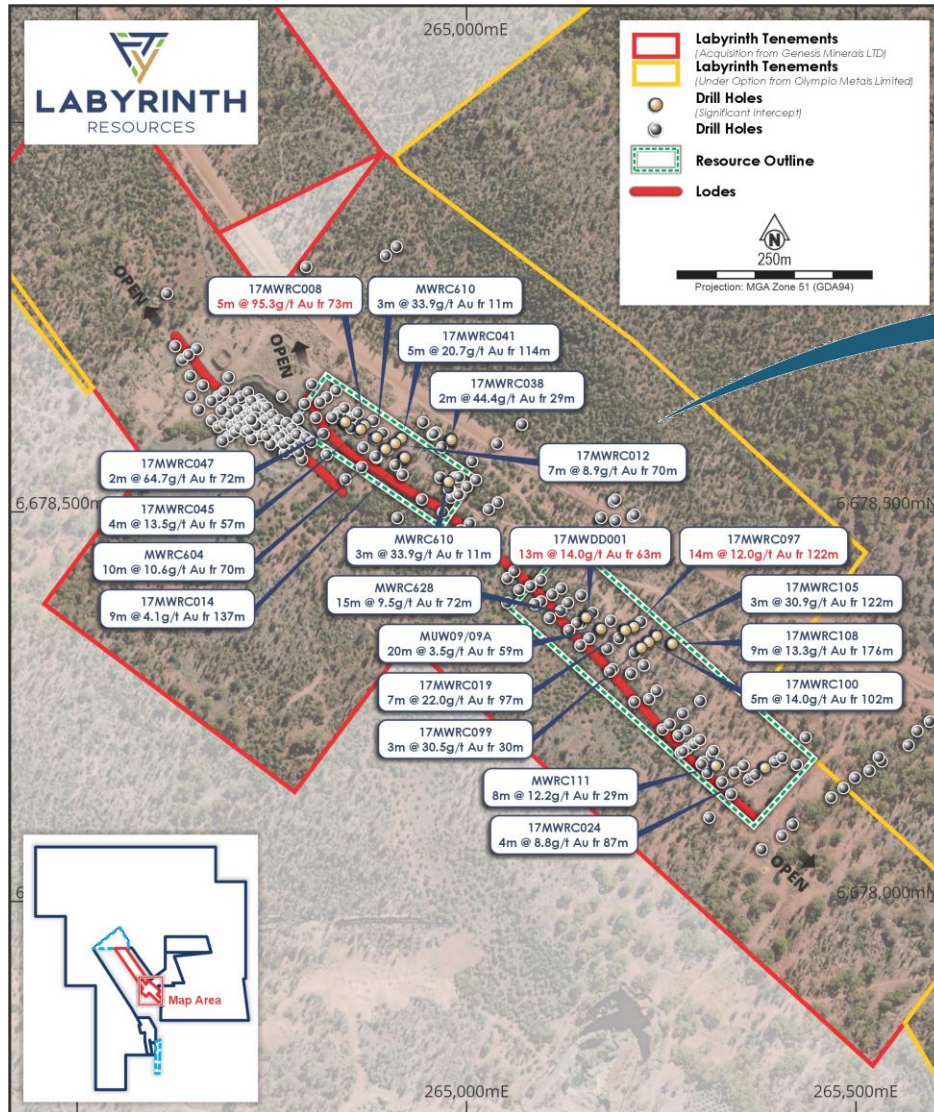 265,000mE
LABYRINTH
RESOURCES
Labyrinth Tenements
(Acquisition from Genesis Minerals LTD)
Labyrinth Tenements
(Under Option from Olympio Metals Limited)
Drill Holes
(Significant Intercept)
Drill Holes
Resource Outline
Lodes
N
250m
Projection: MGA Zone 51 (GDA94)
OPEN
OPEN
17MWRC008
5m @ 95.3g/t Au fr 73m
MWRC610
3m @ 33.9g/t Au fr 11m
17MWRC041
5m @ 20.7g/t Au fr 114m
17MWRC038
2m @ 44.4g/t Au fr 29m
17MWRC012
7m @ 8.9g/t Au fr 70m
17MWRC047
2m @ 64.7g/t Au fr 72m
17MWRC045
4m @ 13.5g/t Au fr 57m
MWRC604
10m @ 10.6g/t Au fr 70m
17MWRC014
9m @ 4.1g/t Au fr 137m
6,678,500mN
6,678,500mN
MWRC610
3m @ 33.9g/t Au fr 11m
17MWDD001
13m @ 14.0g/t Au fr 63m
17MWRC097
14m @ 12.0g/t Au fr 122m
MWRC628
15m @ 9.5g/t Au fr 72m
17MWRC105
3m @ 30.9g/t Au fr 122m
MUW09/09A
20m @ 3.5g/t Au fr 59m
17MWRC108
9m @ 13.3g/t Au fr 176m
17MWRC019
7m @ 22.0g/t Au fr 97m
17MWRC100
5m @ 14.0g/t Au fr 102m
17MWRC099
3m @ 30.5g/t Au fr 30m
MWRC111
8m @ 12.2g/t Au fr 29m
17MWRC024
4m @ 8.8g/t Au fr 87m
OPEN
6,678,000mN
Map Area
265,000mE
265,500mE